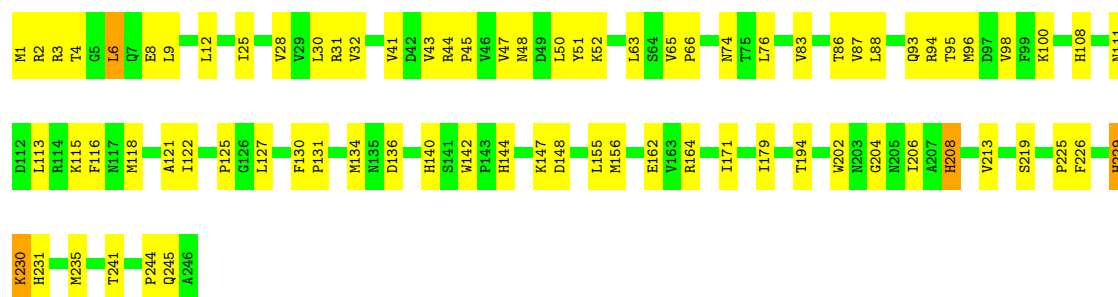 M1 R2 R3 T4 G5 L6 Q7 E8 L9 L12 I25 V28 V29 L30 R31 V32 V41 D42 V43 R44 P45 V46 V47 N48 D49 L50 Y51 K52 L63 S64 V65 P66 N74 T75 L76 V83 T86 V87 L88 Q93 R94 T95 M96 D97 V98 F99 K100 H108
D112 L113 R114 K115 F116 N117 M118 A121 I122 P125 G126 L127 F130 P131 M134 N135 D136 H140 S141 W142 P143 H144 K147 D148 L155 M156 E162 V163 R164 I171 I179 T194 W202 N203 G204 N205 I206 A207 H208 V213 S219 P225 F226
K230 H231 M235 T241 P244 Q245 A246